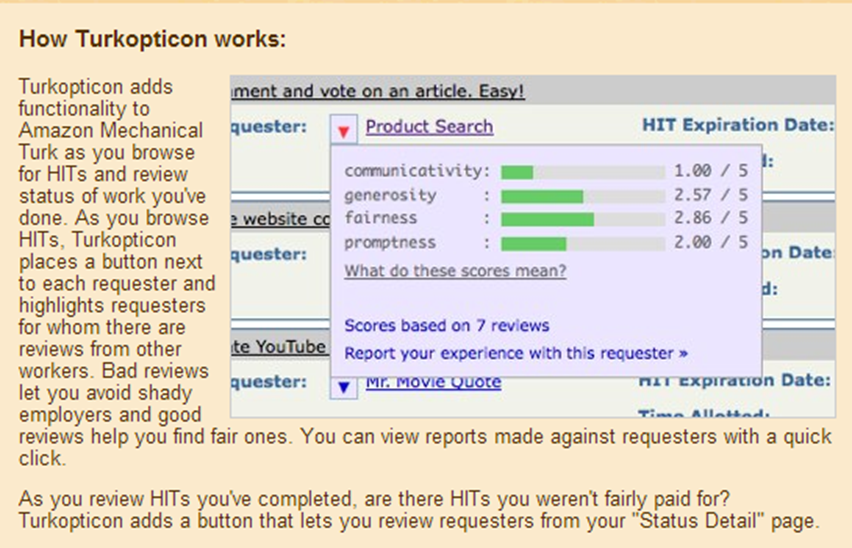 How Turkopticon works:
Turkopticon adds
functionality to
Amazon Mechanical
Turk as you browse
for HITs and review
status of work you've
done. As you browse
HITs, Turkopticon
places a button next
to each requester and
highlights requesters
for whom there are
reviews from other
workers. Bad reviews
let you avoid shady
employers and good
reviews help you find fair ones. You can view reports made against requesters with a quick
click.
ment and vote on an article. Easy!
quester: Product Search HIT Expiration Date:
d:
communicativity: 1.00 / 5
generosity : 2.57 / 5
fairness : 2.86 / 5
promptness : 2.00 / 5
What do these scores mean?
Scores based on 7 reviews
Report your experience with this requester »
e website co
quester: on Date:
d:
te YouTube
quester: Mr. Movie Quote HIT Expiration Date:
Time Allotted:
As you review HITs you've completed, are there HITs you weren't fairly paid for?
Turkopticon adds a button that lets you review requesters from your "Status Detail" page.